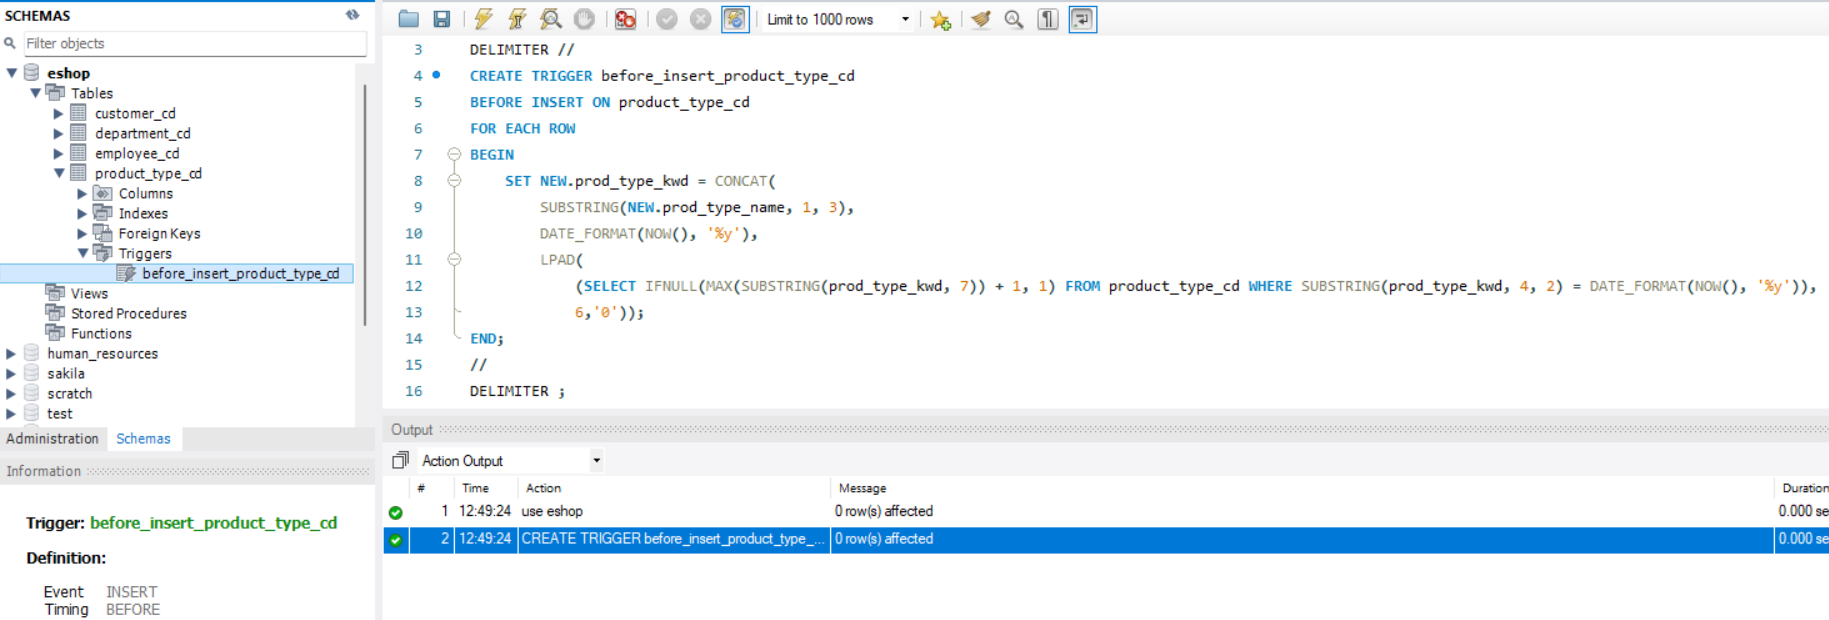 SCHEMAS
Filter objects
eshop
Tables
customer_cd
department_cd
employee_cd
product_type_cd
Columns
Indexes
Foreign Keys
Triggers
before_insert_product_type_cd
Views
Stored Procedures
Functions
human_resources
sakila
scratch
test
Administration Schemas
Information
Trigger: before_insert_product_type_cd
Definition:
Event INSERT
Timing BEFORE
Limit to 1000 rows
3 DELIMITER //
4 CREATE TRIGGER before_insert_product_type_cd
5 BEFORE INSERT ON product_type_cd
6 FOR EACH ROW
7 BEGIN
8 SET NEW.prod_type_kwd = CONCAT(
9 SUBSTRING(NEW.prod_type_name, 1, 3),
10 DATE_FORMAT(NOW(), '%y'),
11 LPAD(
12 (SELECT IFNULL(MAX(SUBSTRING(prod_type_kwd, 7)) + 1, 1) FROM product_type_cd WHERE SUBSTRING(prod_type_kwd, 4, 2) = DATE_FORMAT(NOW(), '%y')),
13 6,'0'));
14 END;
15 //
16 DELIMITER ;
Output
Action Output
# Time Action Message Duration
1 12:49:24 use eshop 0 row(s) affected 0.000 se
2 12:49:24 CREATE TRIGGER before_insert_product_type_... 0 row(s) affected 0.000 se